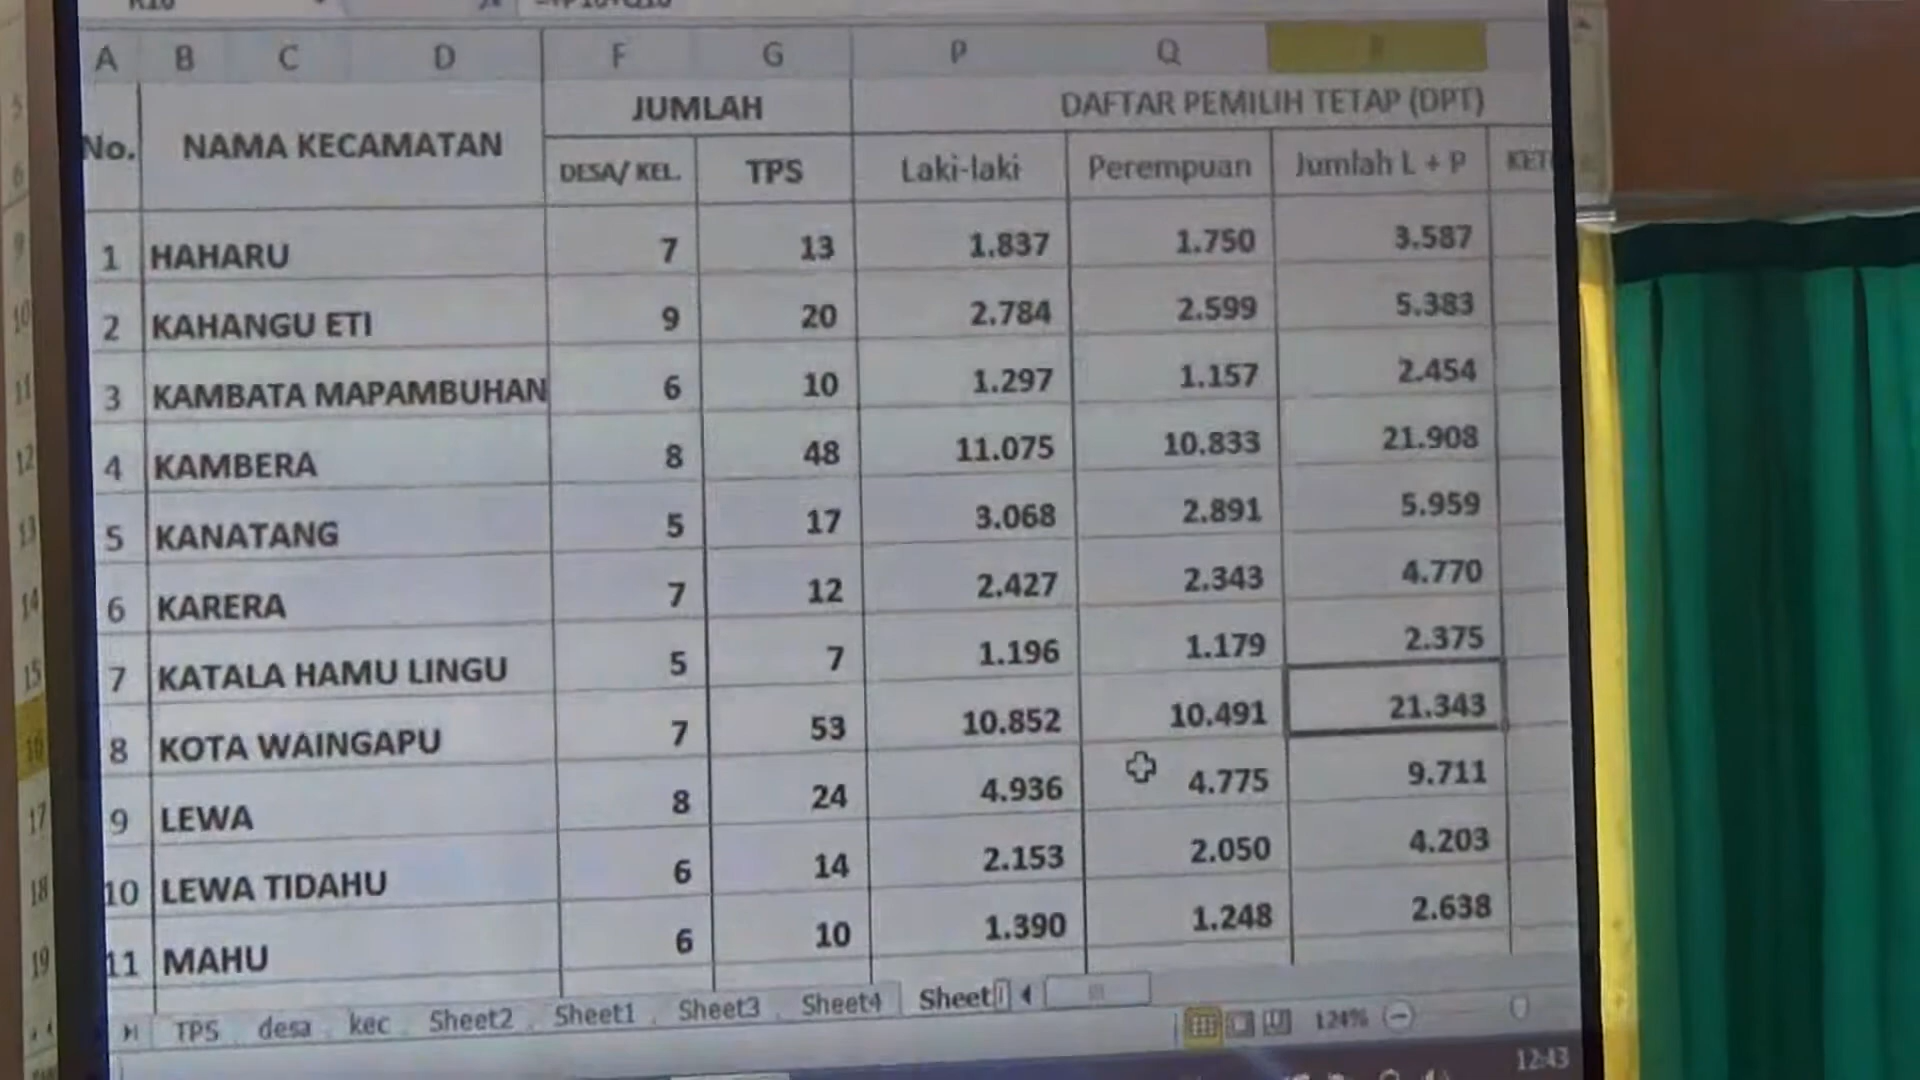 A B C D F G P Q
No. NAMA KECAMATAN JUMLAH DAFTAR PEMILIH TETAP (DPT)
DESA/ KEL. TPS Laki-laki Perempuan Jumlah L + P KET
1 HAHARU 7 13 1.837 1.750 3.587
2 KAHANGU ETI 9 20 2.784 2.599 5.383
3 KAMBATA MAPAMBUHAN 6 10 1.297 1.157 2.454
4 KAMBERA 8 48 11.075 10.833 21.908
5 KANATANG 5 17 3.068 2.891 5.959
6 KARERA 7 12 2.427 2.343 4.770
7 KATALA HAMU LINGU 5 7 1.196 1.179 2.375
8 KOTA WAINGAPU 7 53 10.852 10.491 21.343
9 LEWA 8 24 4.936 4.775 9.711
10 LEWA TIDAHU 6 14 2.153 2.050 4.203
11 MAHU 6 10 1.390 1.248 2.638
TPS desa kec Sheet2 Sheet1 Sheet3 Sheet4 Sheet
124%
12:43